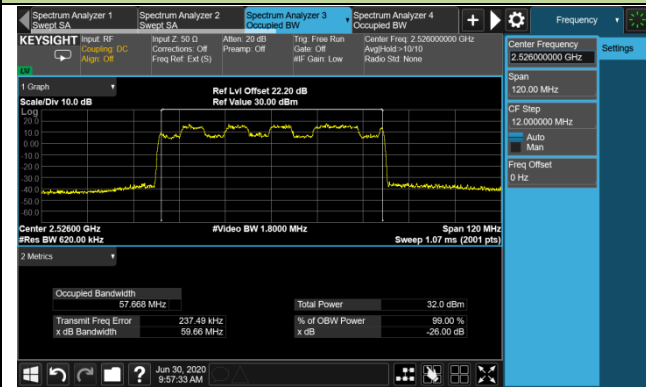 Spectrum Analyzer 1
Swept SA
Spectrum Analyzer 2
Swept SA
Spectrum Analyzer 3
Occupied BW
Spectrum Analyzer 4
Occupied BW
+
Frequency
KEYSIGHT
Input: RF
Coupling: DC
Align: Off
Input Z: 50 Ω
Corrections: Off
Freq Ref: Ext (S)
Atten: 20 dB
Preamp: Off
Trig: Free Run
Gate: Off
#IF Gain: Low
Center Freq: 2.526000000 GHz
Avg|Hold:>10/10
Radio Std: None
LV
Center Frequency
2.526000000 GHz
Settings
Span
120.00 MHz
CF Step
12.000000 MHz
Auto
Man
Freq Offset
0 Hz
1 Graph
Scale/Div 10.0 dB
Ref Lvl Offset 22.20 dB
Ref Value 30.00 dBm
Log
20.0
10.0
0.00
-10.0
-20.0
-30.0
-40.0
-50.0
-60.0
Center 2.52600 GHz
#Res BW 620.00 kHz
#Video BW 1.8000 MHz
Span 120 MHz
Sweep 1.07 ms (2001 pts)
2 Metrics
Occupied Bandwidth
57.668 MHz
Total Power 32.0 dBm
Transmit Freq Error 237.49 kHz
% of OBW Power 99.00 %
x dB Bandwidth 59.66 MHz
x dB -26.00 dB
?
Jun 30, 2020
9:57:33 AM